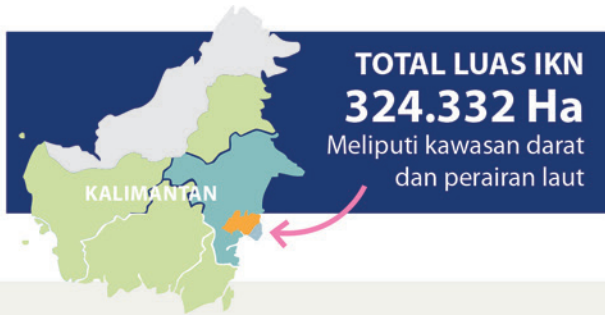 TOTAL LUAS IKN
324.332 Ha
Meliputi kawasan darat
dan perairan laut
KALIMANTAN